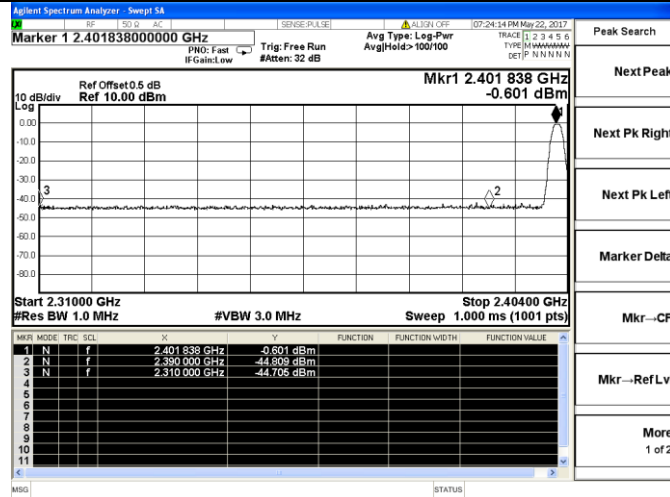 Agilent Spectrum Analyzer - Swept SA
LXI RF 50 Ω AC SENSE:PULSE ALIGN OFF 07:24:14 PM May 22, 2017
Marker 1 2.401838000000 GHz
PNO: Fast
IFGain:Low
Trig: Free Run
#Atten: 32 dB
Avg Type: Log-Pwr
Avg|Hold:> 100/100
TRACE 1 2 3 4 5 6
TYPE M
DET P N N N N N
Peak Search
Ref Offset 0.5 dB
10 dB/div Ref 10.00 dBm
Log
Mkr1 2.401 838 GHz
-0.601 dBm
0.00
-10.0
-20.0
-30.0
-40.0
-50.0
-60.0
-70.0
-80.0
1
2
3
Start 2.31000 GHz Stop 2.40400 GHz
#Res BW 1.0 MHz #VBW 3.0 MHz Sweep 1.000 ms (1001 pts)
MKR MODE TRC SCL X Y FUNCTION FUNCTION WIDTH FUNCTION VALUE
1 N f 2.401 838 GHz -0.601 dBm
2 N f 2.390 000 GHz -44.809 dBm
3 N f 2.310 000 GHz -44.705 dBm
4
5
6
7
8
9
10
11
MSG STATUS
Next Peak
Next Pk Right
Next Pk Left
Marker Delta
Mkr→CF
Mkr→Ref Lv
More
1 of 2